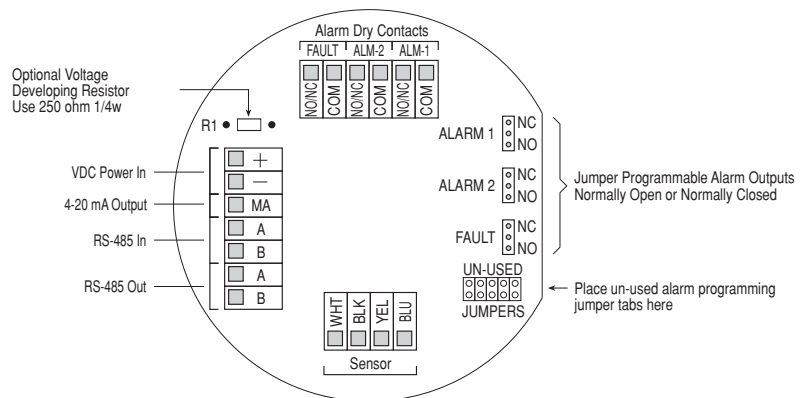 Alarm Dry Contacts
FAULT ALM-2 ALM-1
NO/NC COM NO/NC COM NO/NC COM
Optional Voltage
Developing Resistor
Use 250 ohm 1/4w
R1
VDC Power In
+
−
4-20 mA Output
MA
RS-485 In
A
B
RS-485 Out
A
B
ALARM 1
NC
NO
ALARM 2
NC
NO
FAULT
NC
NO
Jumper Programmable Alarm Outputs
Normally Open or Normally Closed
UN-USED
JUMPERS
Place un-used alarm programming
jumper tabs here
WHT BLK YEL BLU
Sensor